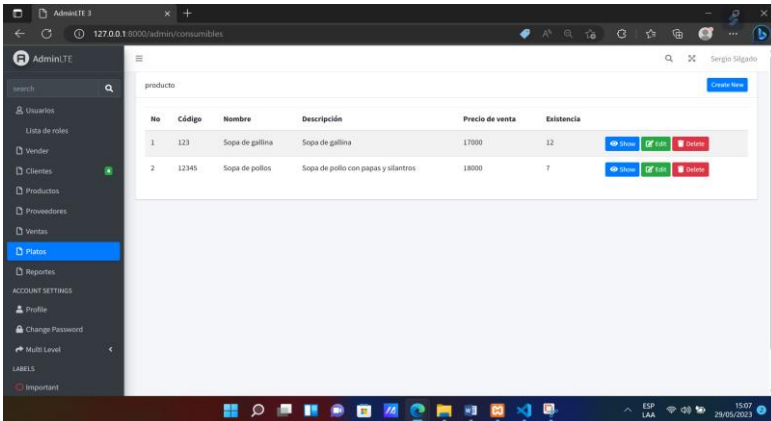 AdminLTE 3
127.0.0.1:8000/admin/consumibles
AdminLTE
Sergio Silgado
search
producto
Create New
Usuarios
Lista de roles
Vender
Clientes
4
Productos
Proveedores
Ventas
Platos
Reportes
ACCOUNT SETTINGS
Profile
Change Password
Multi Level
LABELS
Important
No Código Nombre Descripción Precio de venta Existencia
1 123 Sopa de gallina Sopa de gallina 17000 12 Show Edit Delete
2 12345 Sopa de pollos Sopa de pollo con papas y silantros 18000 7 Show Edit Delete
ESP
LAA
15:07
29/05/2023